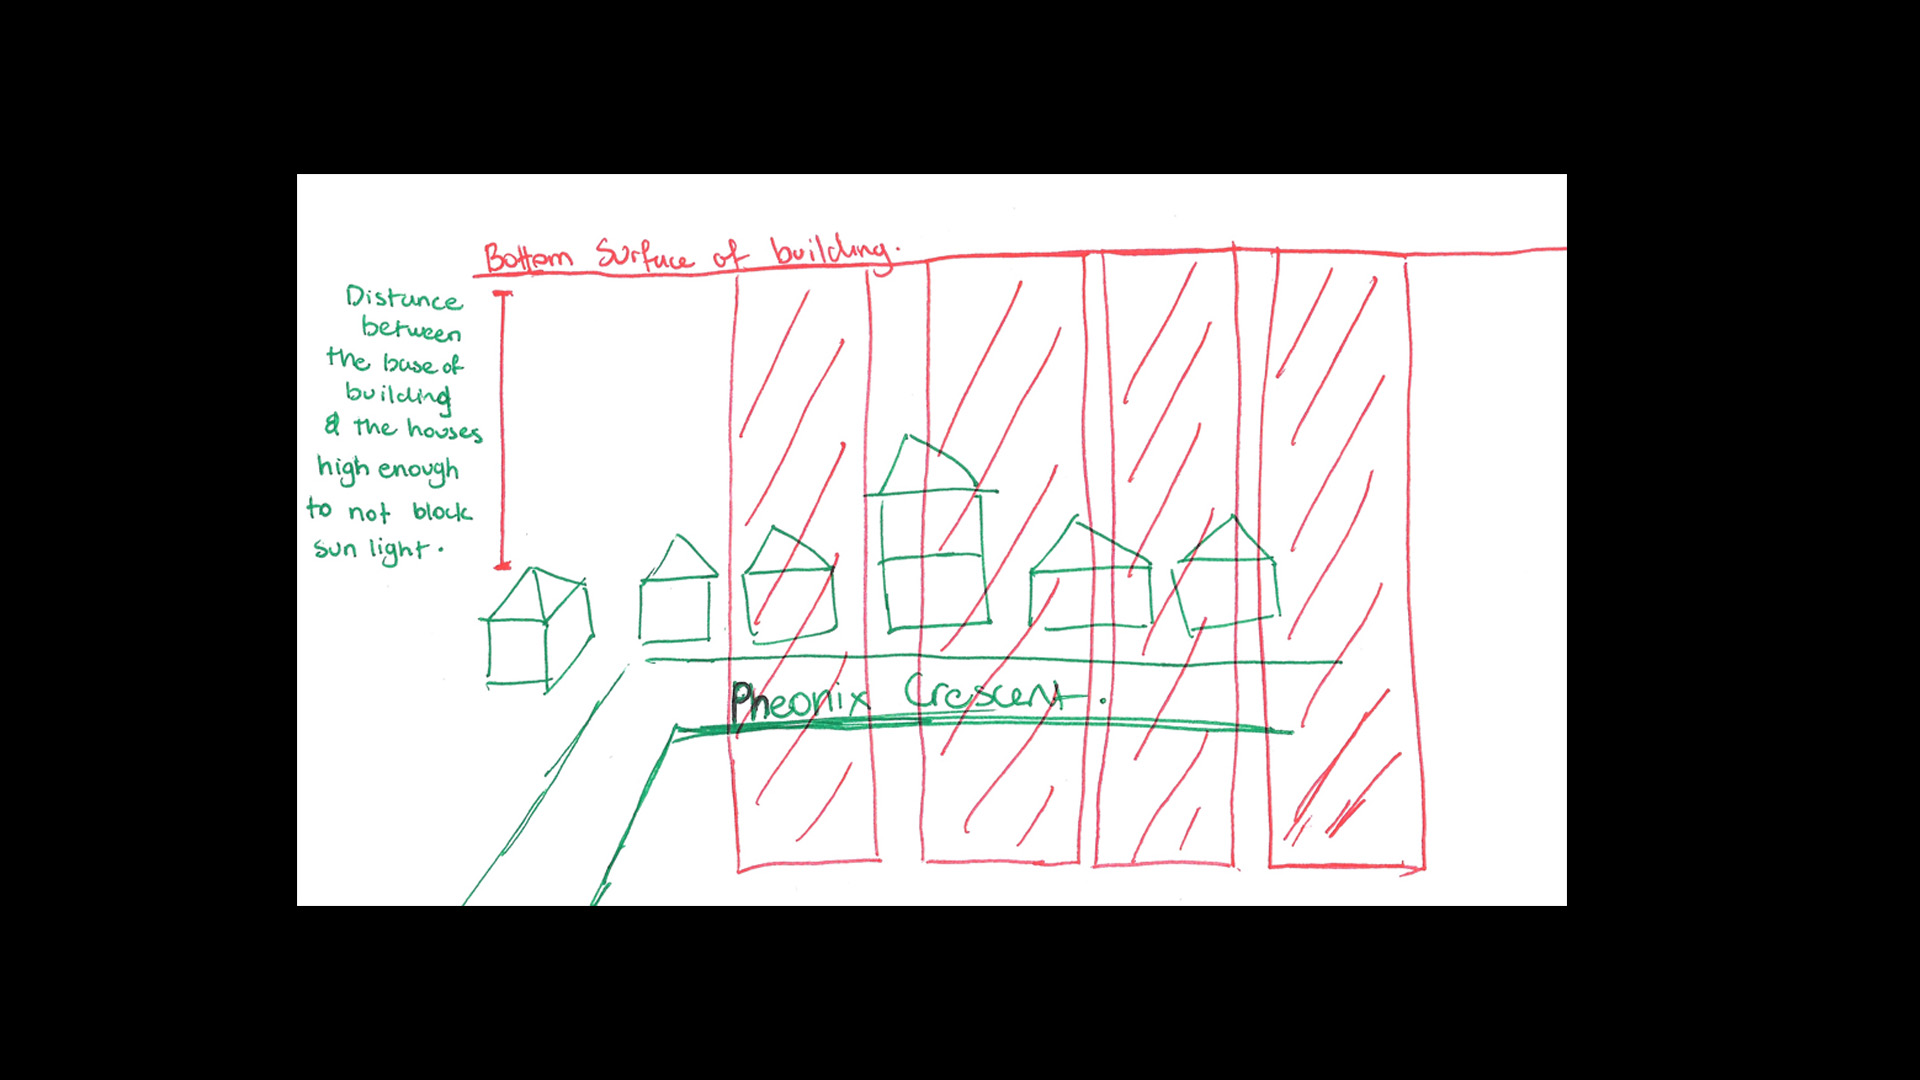 Bottom Surface of building.
Distance
between
the base of
building
& the houses
high enough
to not block
sun light.
Pheonix Crescent.